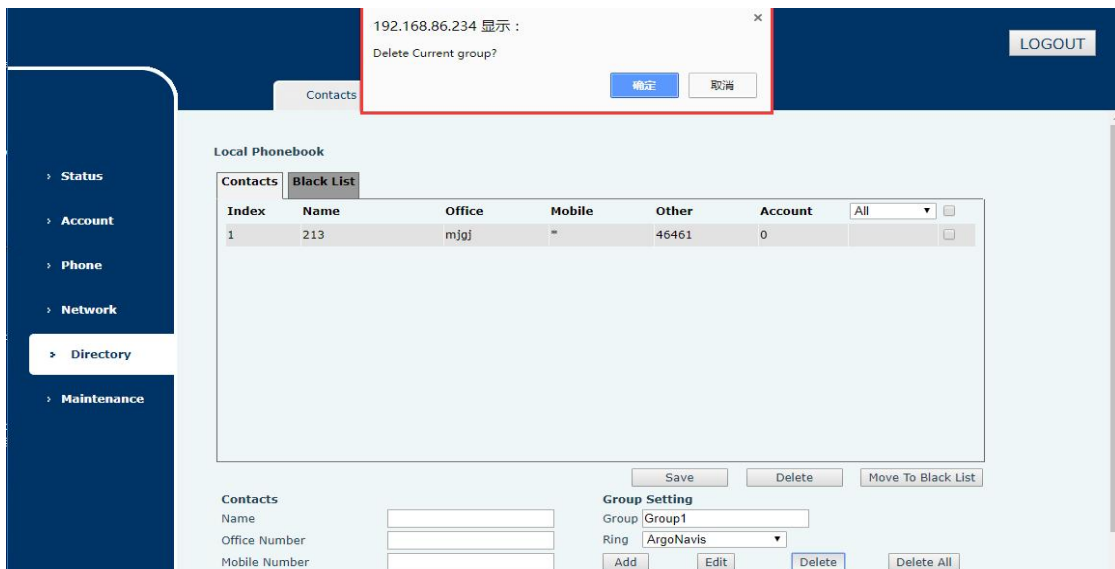 192.168.86.234 显示：
×
Delete Current group?
确定 取消
LOGOUT
Contacts
Local Phonebook
Contacts Black List
Index Name Office Mobile Other Account All
1 213 mjgj * 46461 0
Status
Account
Phone
Network
Directory
Maintenance
Save Delete Move To Black List
Contacts Group Setting
Name Group Group1
Office Number Ring ArgoNavis
Mobile Number Add Edit Delete Delete All